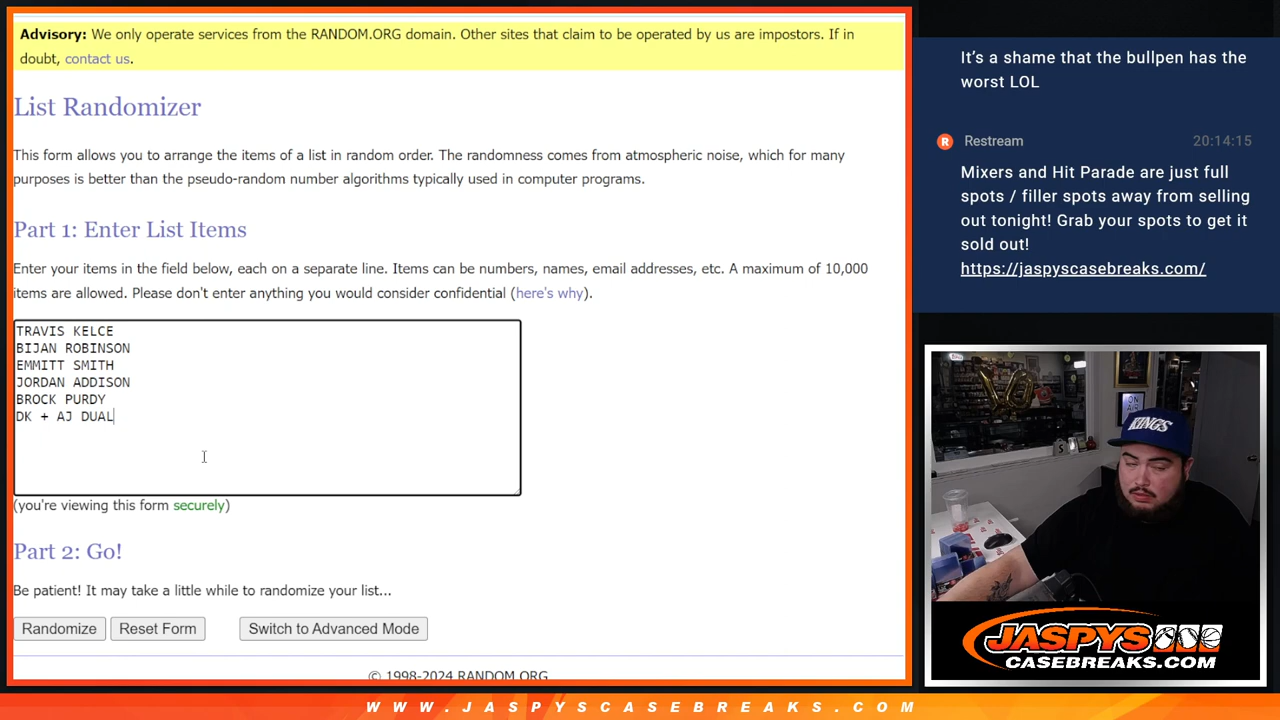 Advisory: We only operate services from the RANDOM.ORG domain. Other sites that claim to be operated by us are impostors. If in
doubt, contact us.
List Randomizer
This form allows you to arrange the items of a list in random order. The randomness comes from atmospheric noise, which for many
purposes is better than the pseudo-random number algorithms typically used in computer programs.
Part 1: Enter List Items
Enter your items in the field below, each on a separate line. Items can be numbers, names, email addresses, etc. A maximum of 10,000
items are allowed. Please don't enter anything you would consider confidential (here's why).
TRAVIS KELCE
BIJAN ROBINSON
EMMITT SMITH
JORDAN ADDISON
BROCK PURDY
DK + AJ DUAL
(you're viewing this form securely)
Part 2: Go!
Be patient! It may take a little while to randomize your list...
Randomize Reset Form Switch to Advanced Mode
© 1998-2024 RANDOM.ORG
It's a shame that the bullpen has the
worst LOL
R Restream 20:14:15
Mixers and Hit Parade are just full
spots / filler spots away from selling
out tonight! Grab your spots to get it
sold out!
https://jaspyscasebreaks.com/
ON
AIR
KINGS
JASPYS
CASEBREAKS.COM
WWW.JASPYSCASEBREAKS.COM